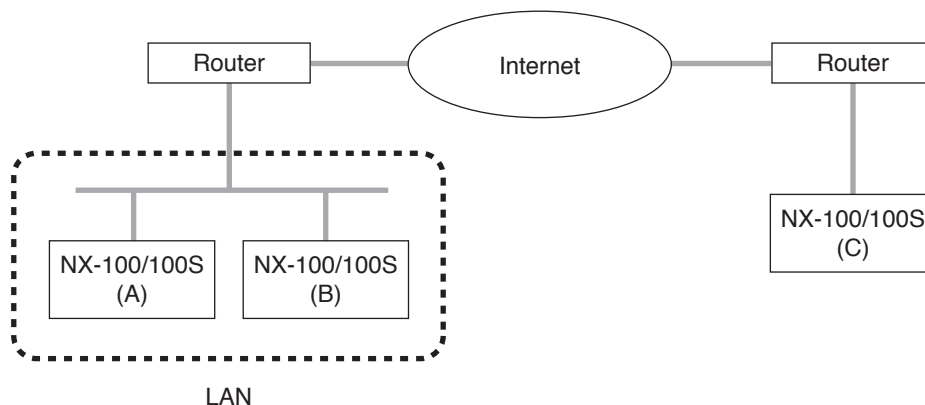 Router
Internet
Router
NX-100/100S
(A)
NX-100/100S
(B)
NX-100/100S
(C)
LAN